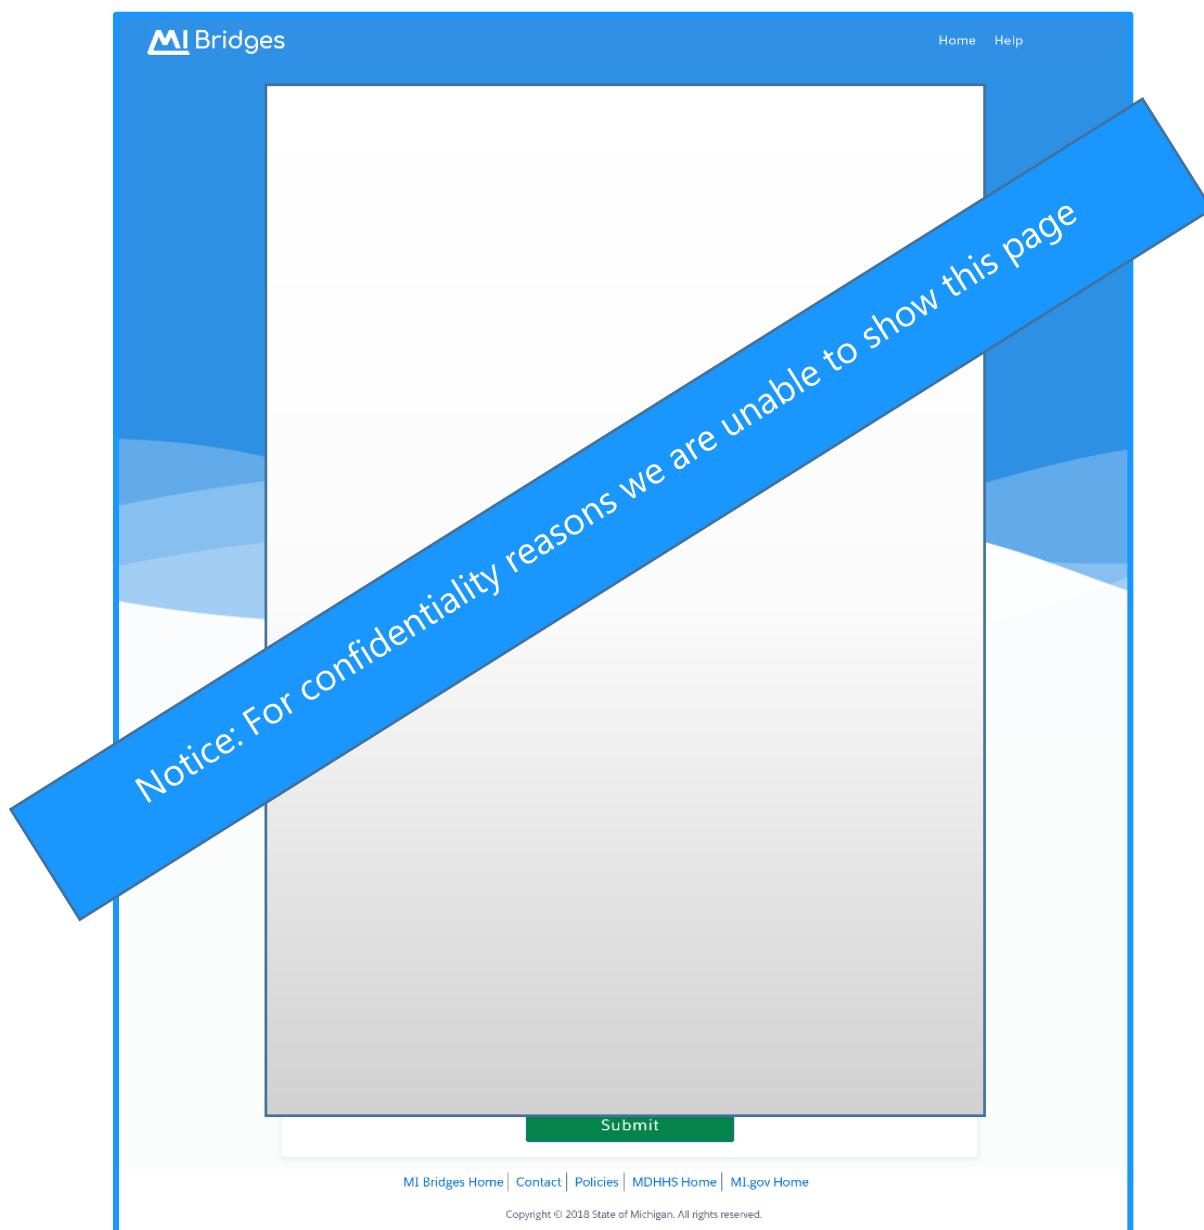 MI Bridges
Home Help
Notice: For confidentiality reasons we are unable to show this page
Submit
MI Bridges Home | Contact | Policies | MDHHS Home | MI.gov Home
Copyright © 2018 State of Michigan. All rights reserved.